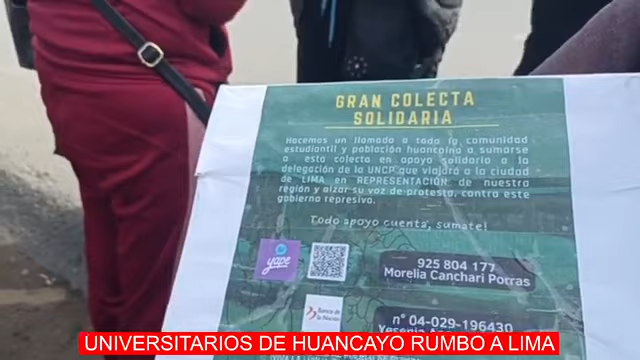 GRAN COLECTA
SOLIDARIA
Hacemos un llamado a toda la comunidad
estudiantil y población huancaína a sumarse
a esta colecta en apoyo solidario a la
delegación de la UNCP que viajará a la ciudad
de LIMA en REPRESENTACIÓN de nuestra
región y alzar su voz de protesta, contra este
gobierno represivo.
Todo apoyo cuenta, súmate!
yape
925 804 177
Morelia Canchari Porras
Banco de
la Nación
n° 04-029-196430
UNIVERSITARIOS DE HUANCAYO RUMBO A LIMA